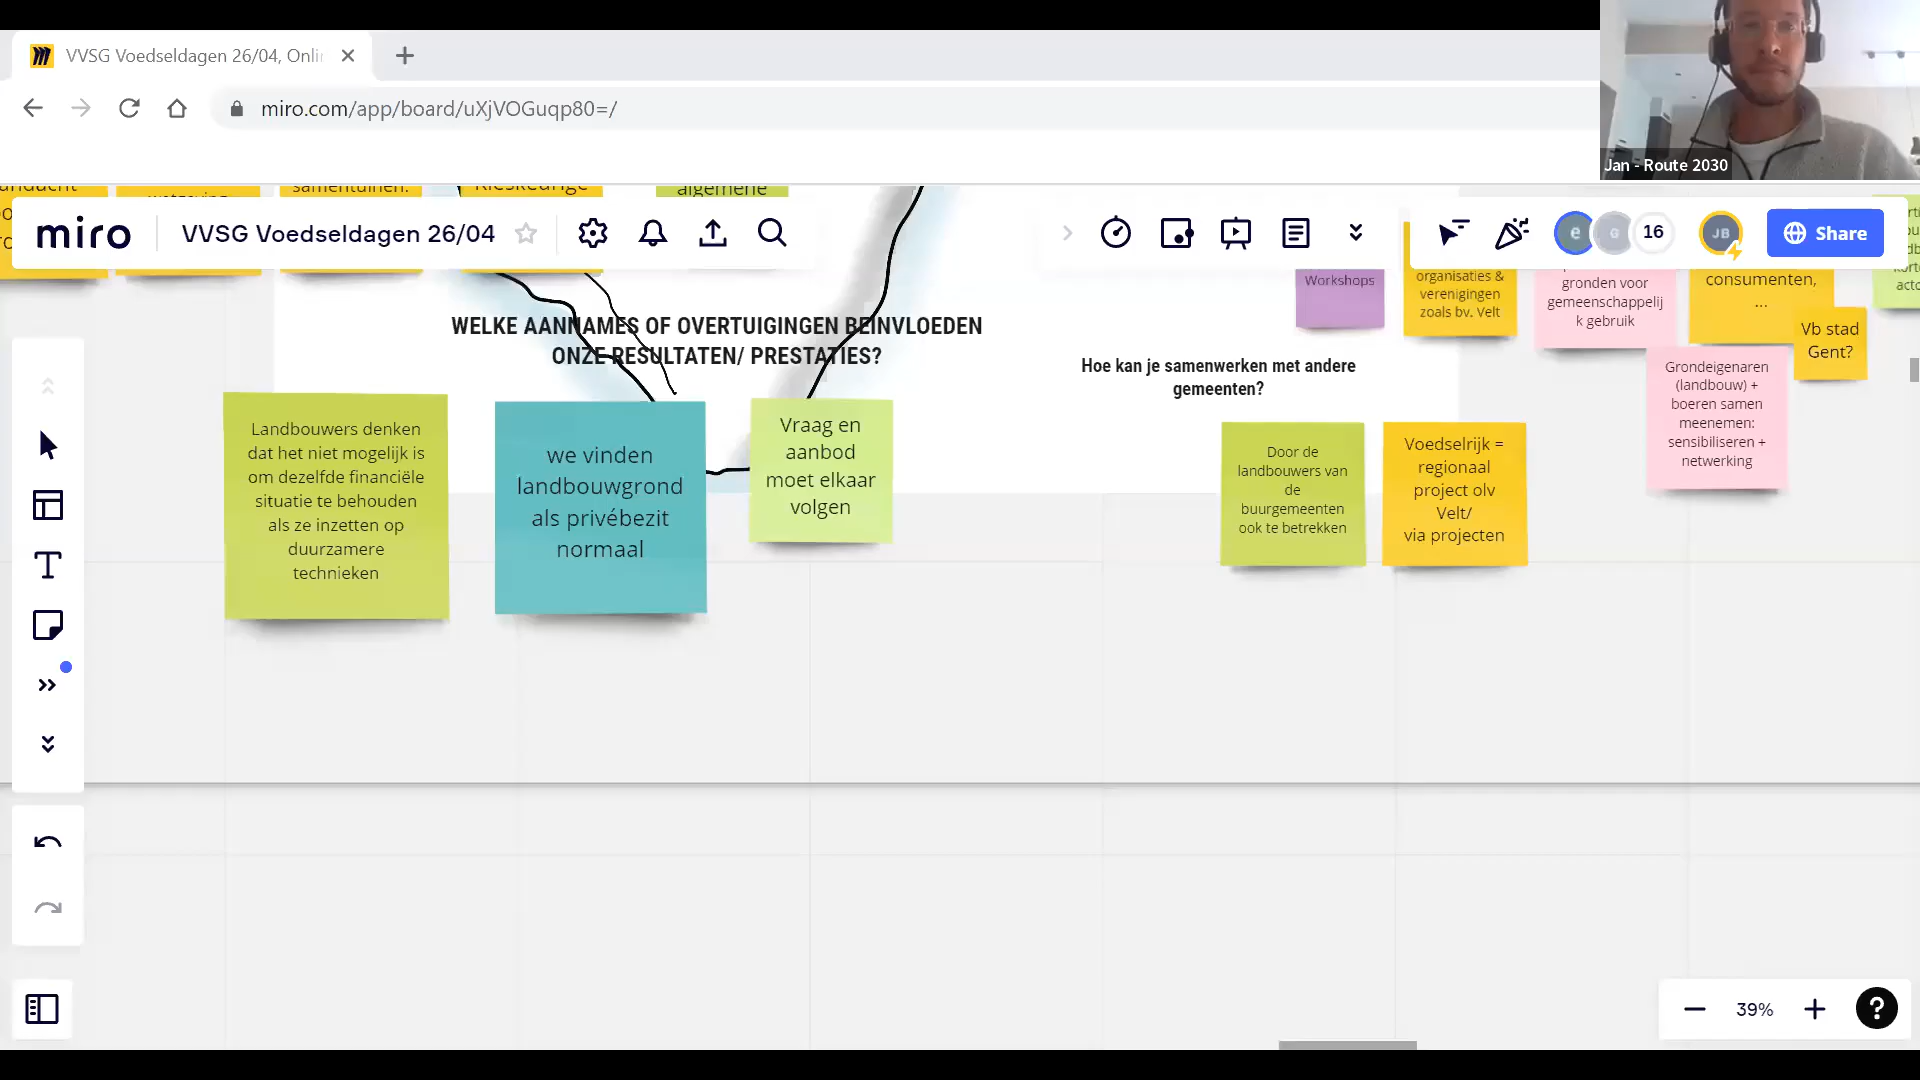 VVSG Voedseldagen 26/04, Onli
miro.com/app/board/uXjVOGuqp80=/
Jan - Route 2030
samentuinen.
algemene
miro
VVSG Voedseldagen 26/04
e
G
16
JB
Share
WELKE AANNAMES OF OVERTUIGINGEN BEINVLOEDEN
ONZE RESULTATEN/ PRESTATIES?
Landbouwers denken
dat het niet mogelijk is
om dezelfde financiële
situatie te behouden
als ze inzetten op
duurzamere
technieken
we vinden
landbouwgrond
als privébezit
normaal
Vraag en
aanbod
moet elkaar
volgen
Workshops
organisaties &
verenigingen
zoals bv. Velt
gronden voor
gemeenschappelij
k gebruik
consumenten,
...
Vb stad
Gent?
Grondeigenaren
(landbouw) +
boeren samen
meenemen:
sensibiliseren +
netwerking
Hoe kan je samenwerken met andere
gemeenten?
Door de
landbouwers van
de
buurgemeenten
ook te betrekken
Voedselrijk =
regionaal
project olv
Velt/
via projecten
39%
?